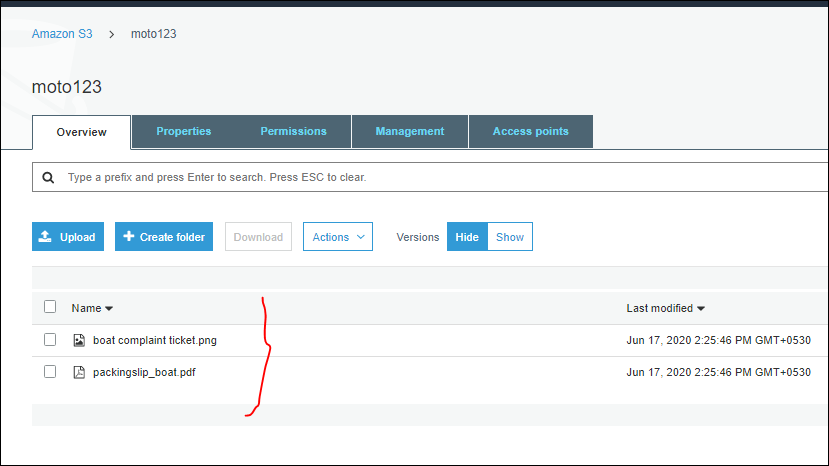 Amazon S3 > moto123
moto123
Overview Properties Permissions Management Access points
Type a prefix and press Enter to search. Press ESC to clear.
Upload Create folder Download Actions Versions Hide Show
Name Last modified
boat complaint ticket.png Jun 17, 2020 2:25:46 PM GMT+0530
packingslip_boat.pdf Jun 17, 2020 2:25:46 PM GMT+0530